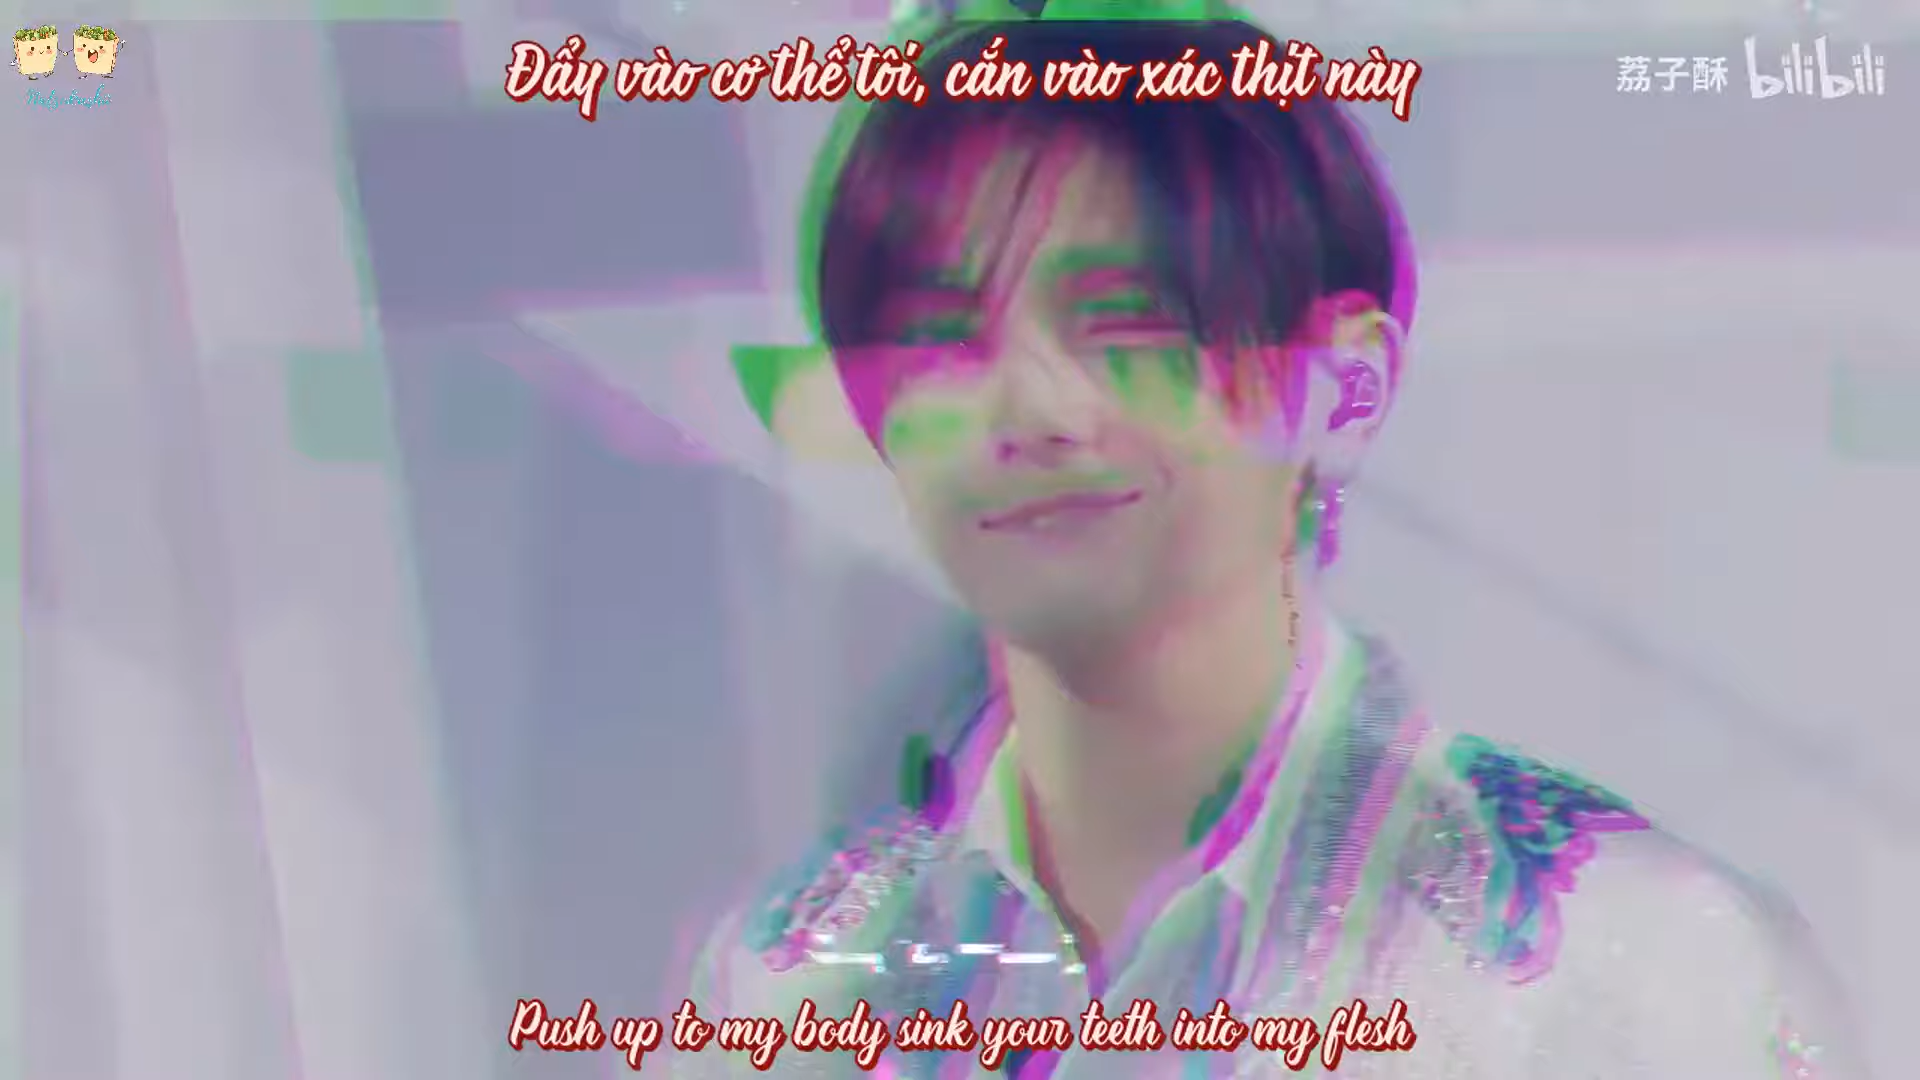 Đẩy vào cơ thể tôi, cắn vào xác thịt này
荔子酥 bilibili
Push up to my body sink your teeth into my flesh